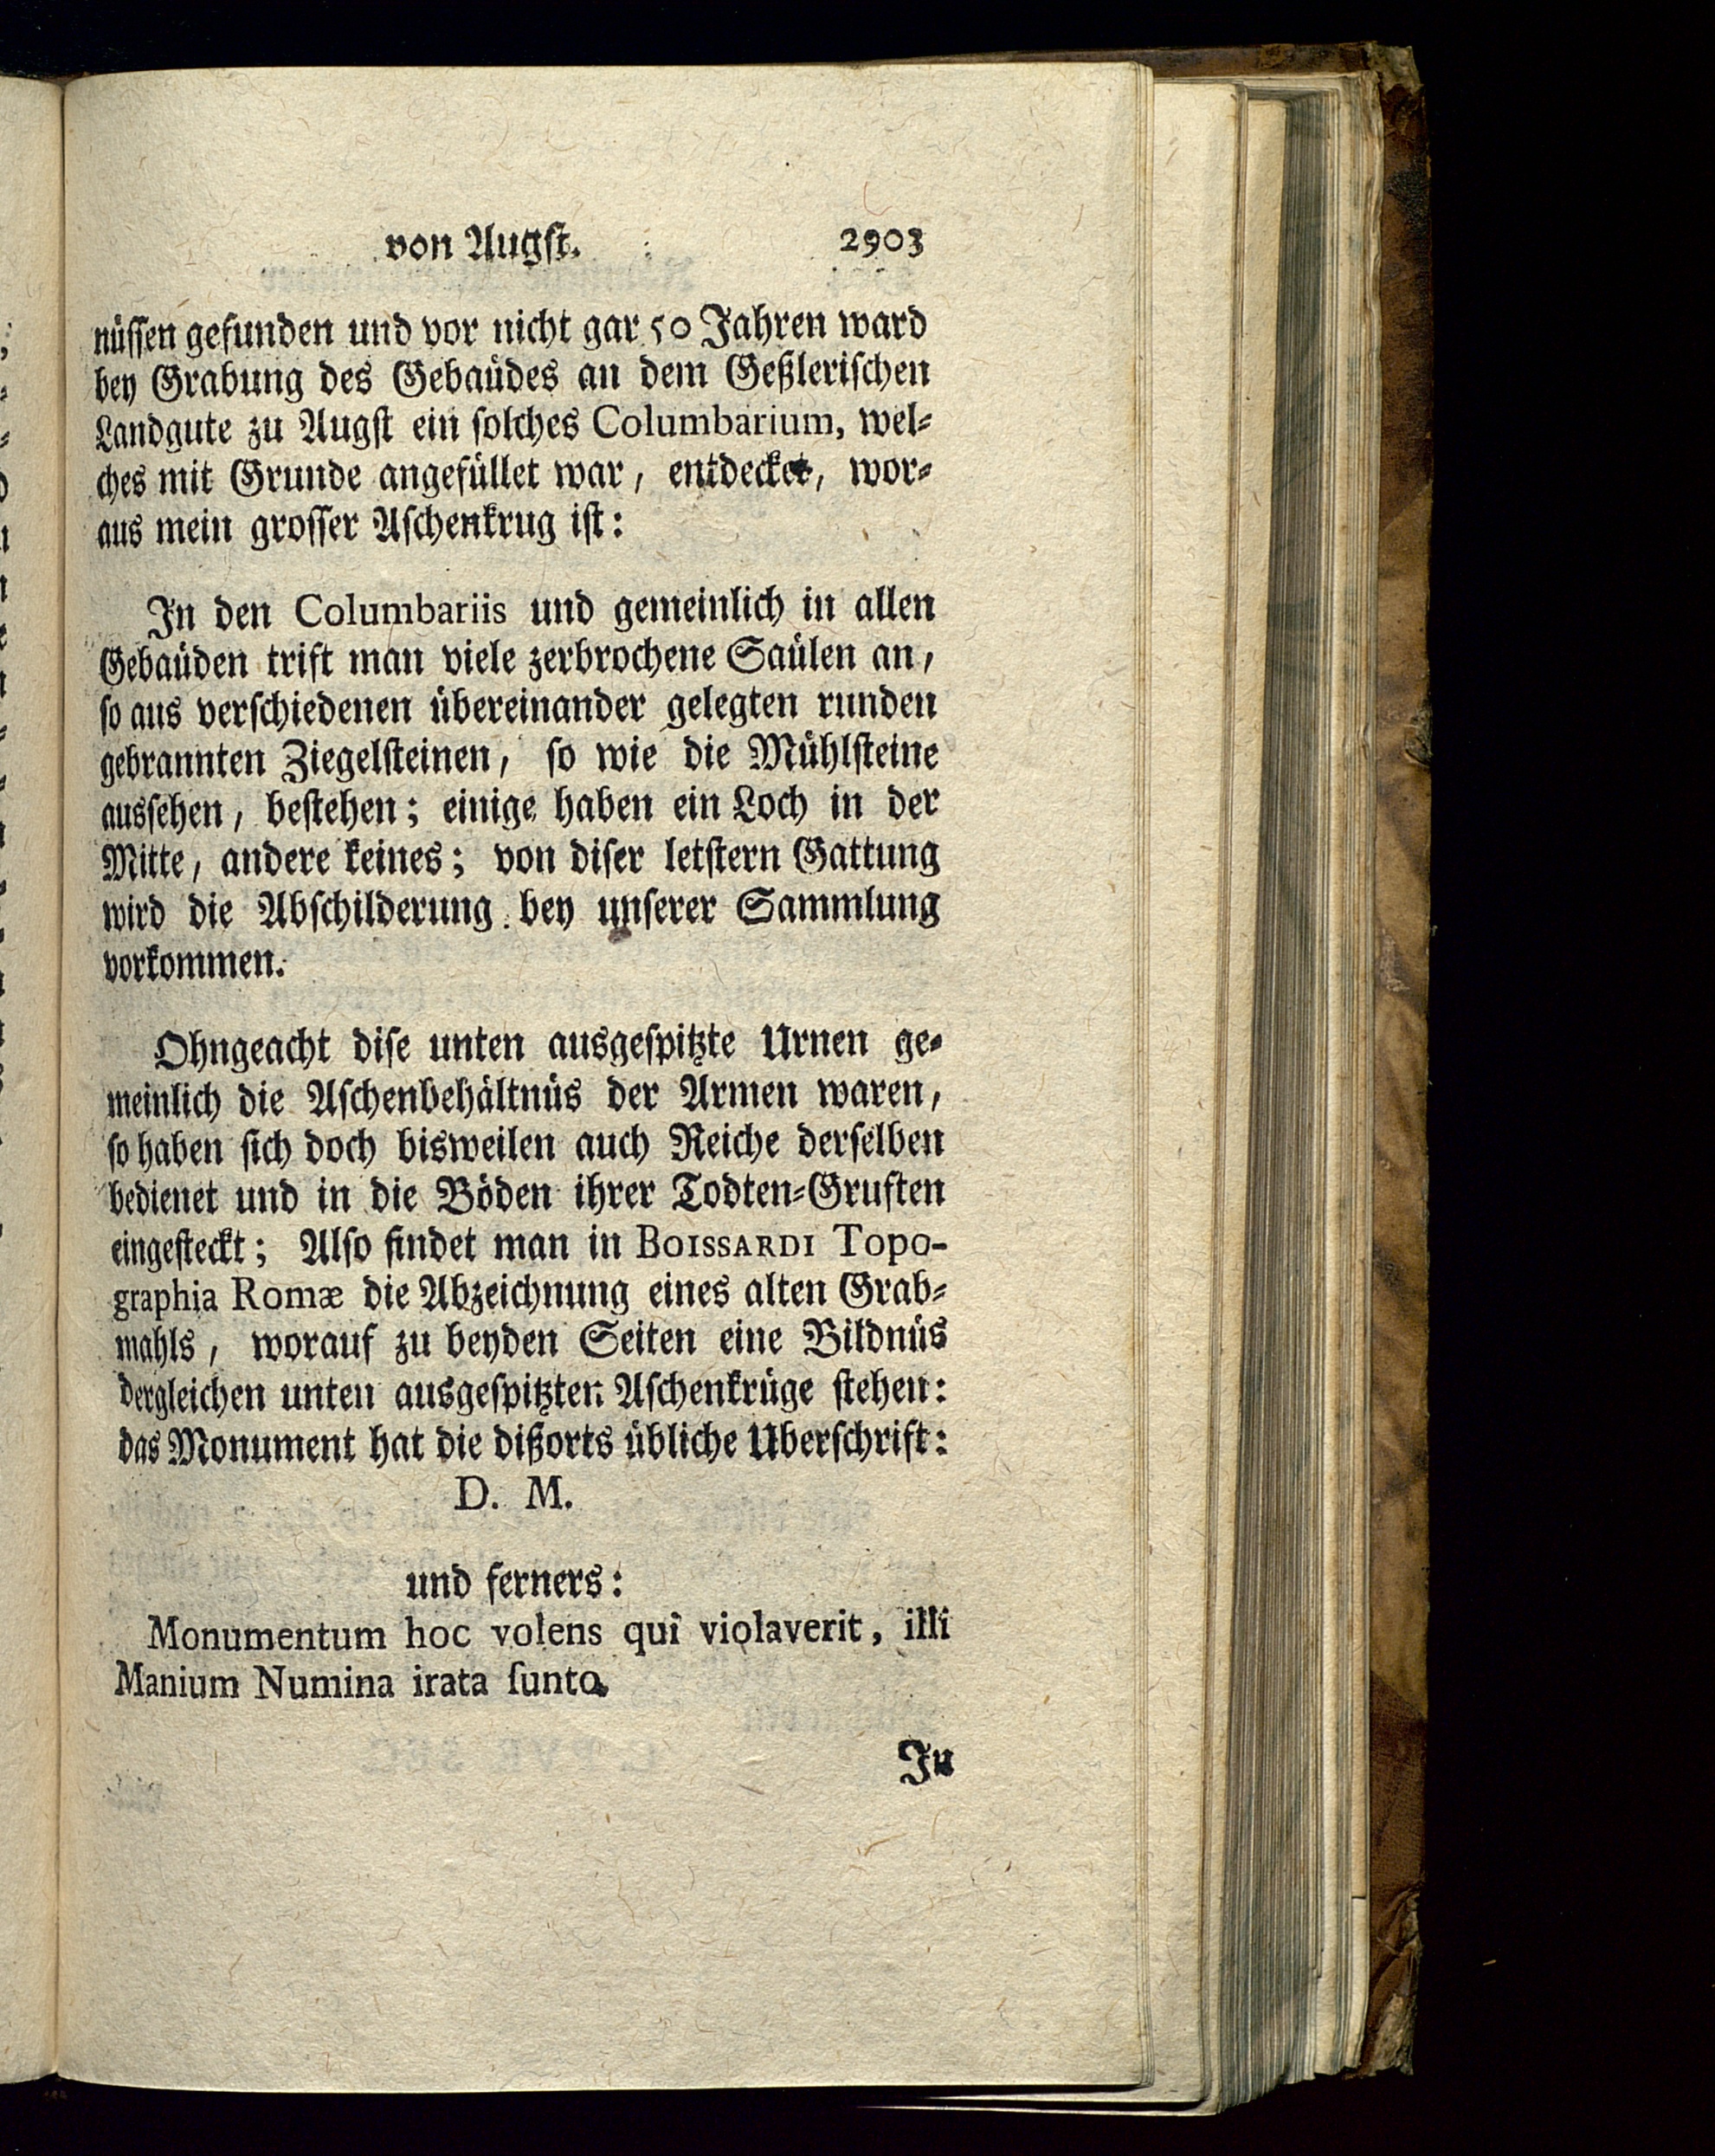 von Augſt. 2903
nüſſen gefunden und vor nicht gar 50 Jahren ward
bey Grabung des Gebaüdes an dem Geßleriſchen
Landgute zu Augſt ein ſolches Columbarium, wel-
ches mit Grunde angefüllet war, entdecket, wor-
aus mein groſſer Aſchenkrug iſt:
In den Columbariis und gemeinlich in allen
Gebaüden trift man viele zerbrochene Saülen an,
ſo aus verſchiedenen übereinander gelegten runden
gebrannten Ziegelſteinen, ſo wie die Mühlſteine
ausſehen, beſtehen; einige haben ein Loch in der
Mitte, andere keines; von diſer letſtern Gattung
wird die Abſchilderung bey unſerer Sammlung
vorkommen.
Ohngeacht diſe unten ausgeſpitzte Urnen ge-
meinlich die Aſchenbehältnüs der Armen waren,
ſo haben ſich doch bisweilen auch Reiche derſelben
bedienet und in die Böden ihrer Todten-Gruften
eingeſteckt; Alſo findet man in BOISSARDI Topo-
graphia Romæ die Abzeichnung eines alten Grab-
mahls, worauf zu beyden Seiten eine Bildnüs
dergleichen unten ausgeſpitzten Aſchenkrüge ſtehen:
das Monument hat die dißorts übliche Uberſchrift:
D. M.
und ferners:
Monumentum hoc volens qui violaverit, illi
Manium Numina irata ſunto.
In